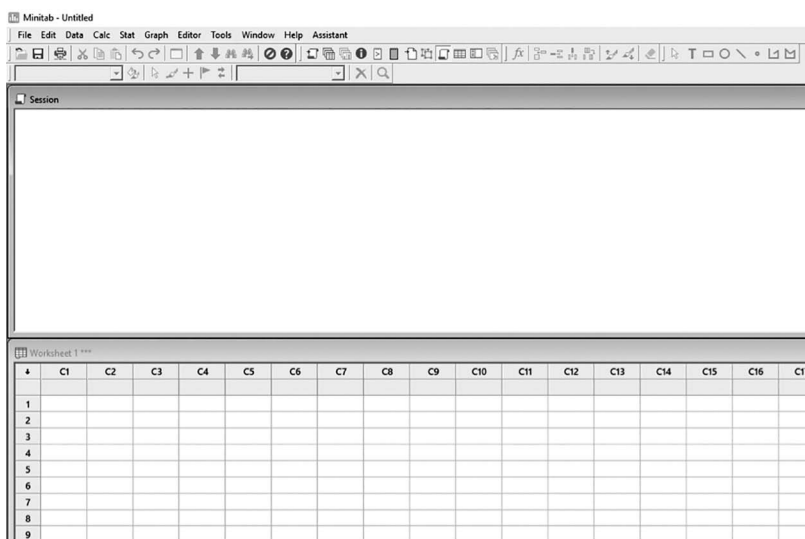 Minitab - Untitled
File Edit Data Calc Stat Graph Editor Tools Window Help Assistant
Session
Worksheet 1 ***
C1 C2 C3 C4 C5 C6 C7 C8 C9 C10 C11 C12 C13 C14 C15 C16
1
2
3
4
5
6
7
8
9